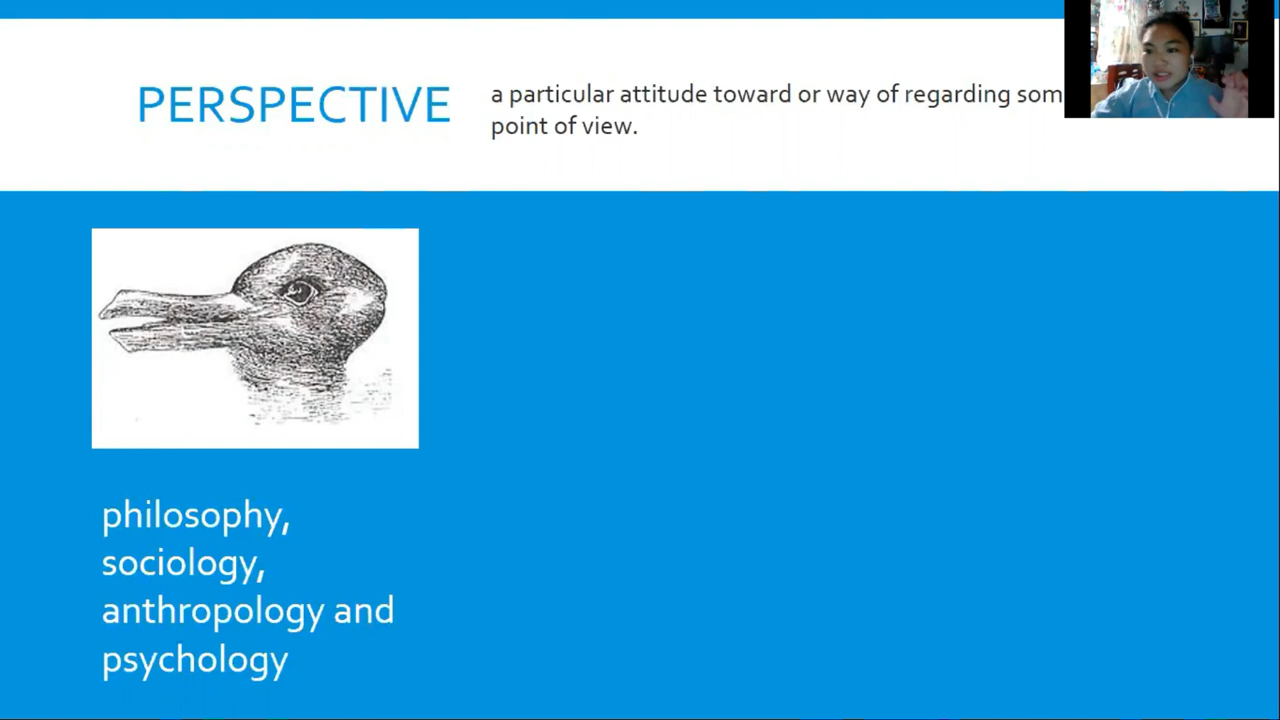 PERSPECTIVE
a particular attitude toward or way of regarding
point of view.
philosophy,
sociology,
anthropology and
psychology